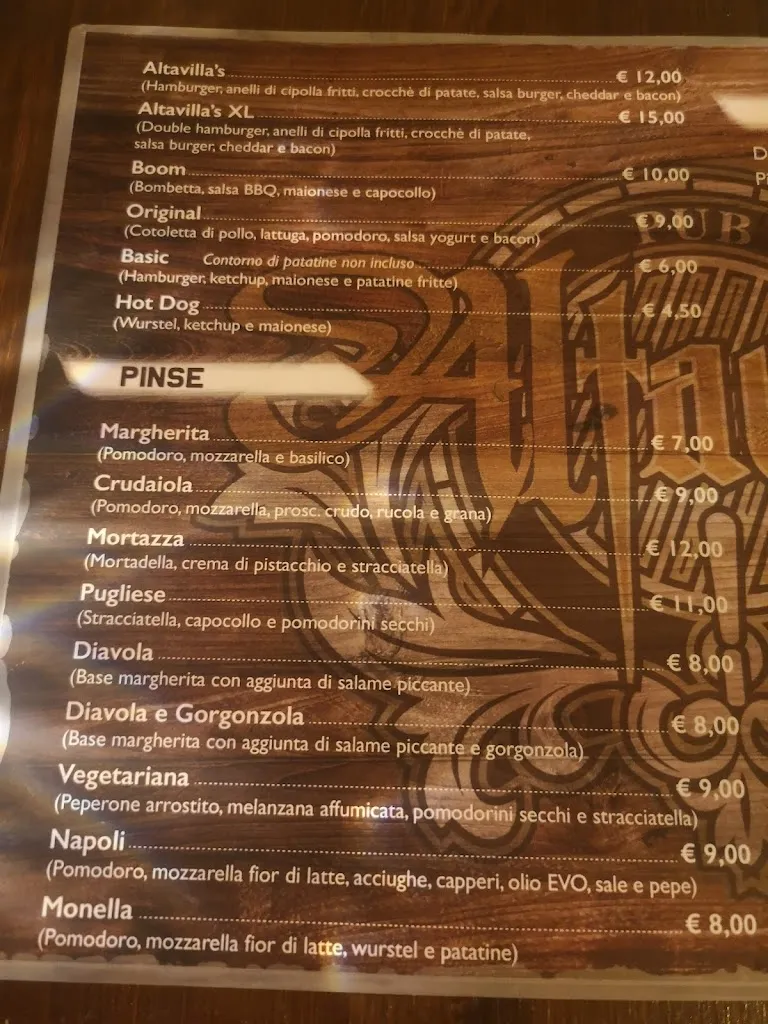 Altavilla's € 12,00
(Hamburger, anelli di cipolla fritti, crocchè di patate, salsa burger, cheddar e bacon)
Altavilla's XL € 15,00
(Double hamburger, anelli di cipolla fritti, crocchè di patate,
salsa burger, cheddar e bacon)
Boom € 10,00
(Bombetta, salsa BBQ, maionese e capocollo)
Original € 9,00
(Cotoletta di pollo, lattuga, pomodoro, salsa yogurt e bacon)
Basic Contorno di patatine non incluso € 6,00
(Hamburger, ketchup, maionese e patatine fritte)
Hot Dog € 4,50
(Wurstel, ketchup e maionese)
PINSE
Margherita € 7,00
(Pomodoro, mozzarella e basilico)
Crudaiola € 9,00
(Pomodoro, mozzarella, prosc. crudo, rucola e grana)
Mortazza € 12,00
(Mortadella, crema di pistacchio e stracciatella)
Pugliese € 11,00
(Stracciatella, capocollo e pomodorini secchi)
Diavola € 8,00
(Base margherita con aggiunta di salame piccante)
Diavola e Gorgonzola € 8,00
(Base margherita con aggiunta di salame piccante e gorgonzola)
Vegetariana € 9,00
(Peperone arrostito, melanzana affumicata, pomodorini secchi e stracciatella)
Napoli € 9,00
(Pomodoro, mozzarella fior di latte, acciughe, capperi, olio EVO, sale e pepe)
Monella € 8,00
(Pomodoro, mozzarella fior di latte, wurstel e patatine)
PUB